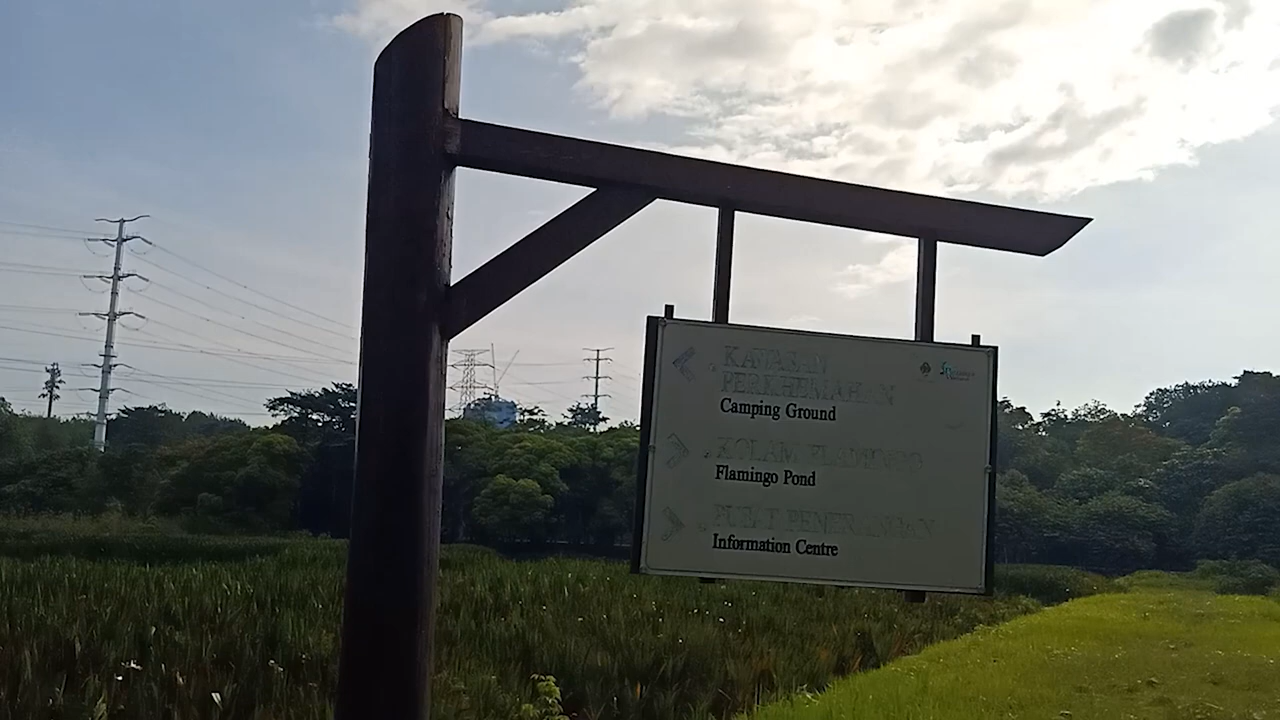 KAWASAN
PERKHEMAHAN
Camping Ground
KOLAM FLAMINGO
Flamingo Pond
PUSAT PENERANGAN
Information Centre